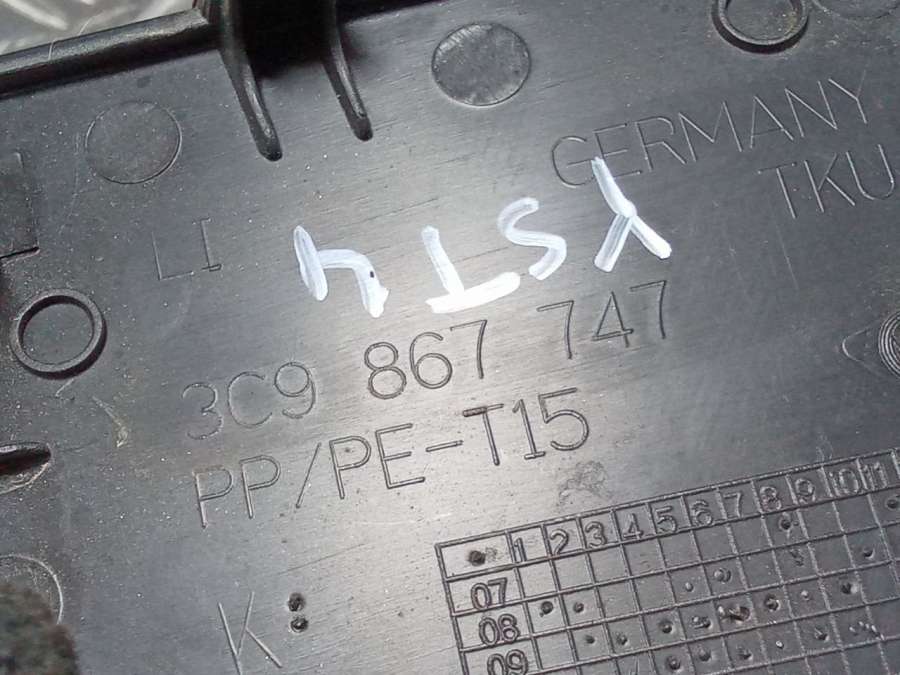 GERMANY
TKU
LI
YST4
3C9 867 747
PP/PE-T15
1 2 3 4 5 6 7 8 9 10 11
07
08
09
K